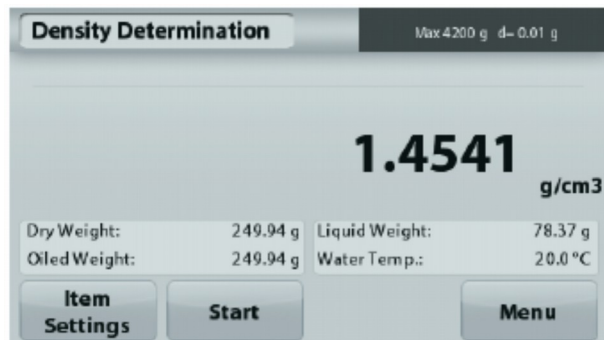 Density Determination
Max 4200 g d= 0.01 g
1.4541
g/cm3
Dry Weight: 249.94 g Liquid Weight: 78.37 g
Oiled Weight: 249.94 g Water Temp.: 20.0 °C
Item
Settings
Start
Menu